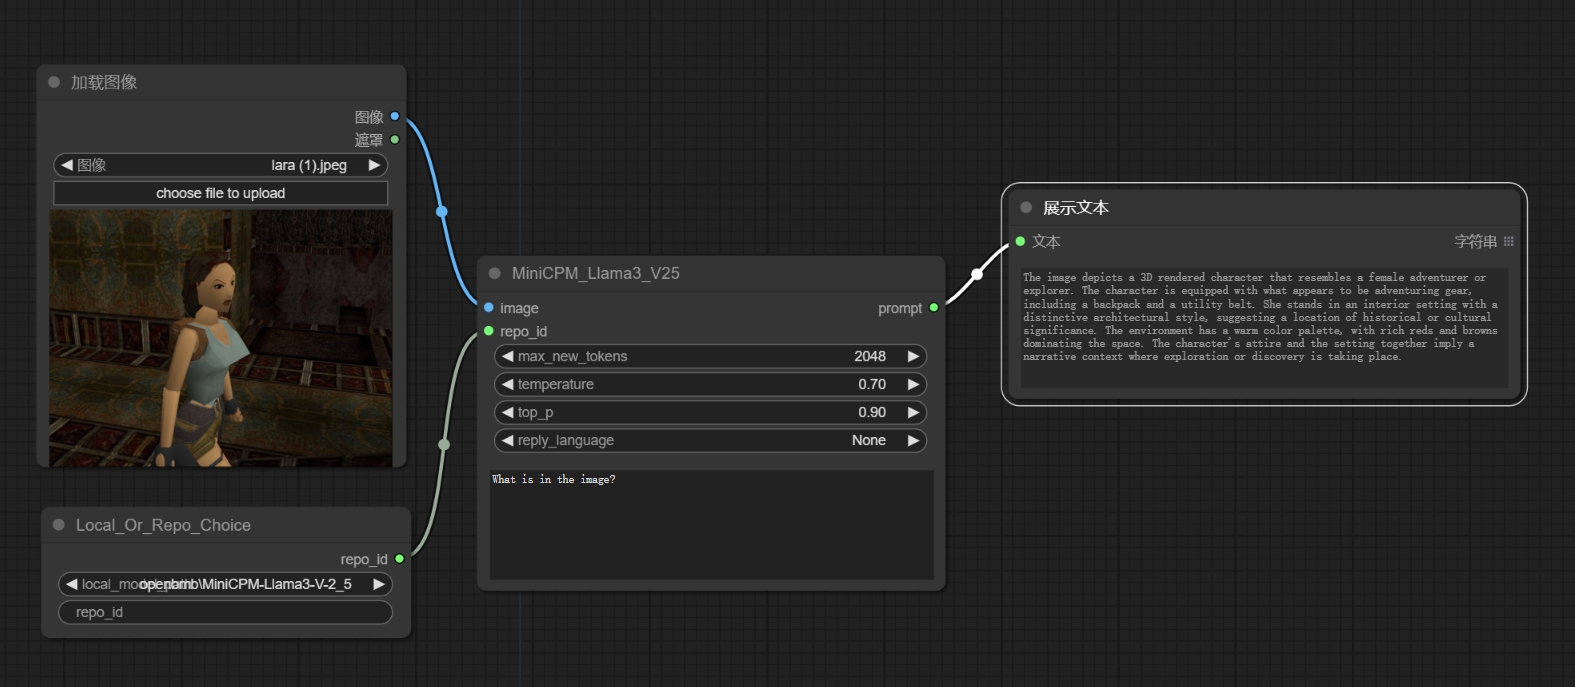 加载图像
图像
遮罩
图像 lara (1).jpeg
choose file to upload
Local_Or_Repo_Choice
repo_id
openbmb\MiniCPM-Llama3-V-2_5
repo_id
MiniCPM_Llama3_V25
image prompt
repo_id
max_new_tokens 2048
temperature 0.70
top_p 0.90
reply_language None
What is in the image?
展示文本
文本 字符串
The image depicts a 3D rendered character that resembles a female adventurer or
explorer. The character is equipped with what appears to be adventuring gear,
including a backpack and a utility belt. She stands in an interior setting with a
distinctive architectural style, suggesting a location of historical or cultural
significance. The environment has a warm color palette, with rich reds and browns
dominating the space. The character's attire and the setting together imply a
narrative context where exploration or discovery is taking place.